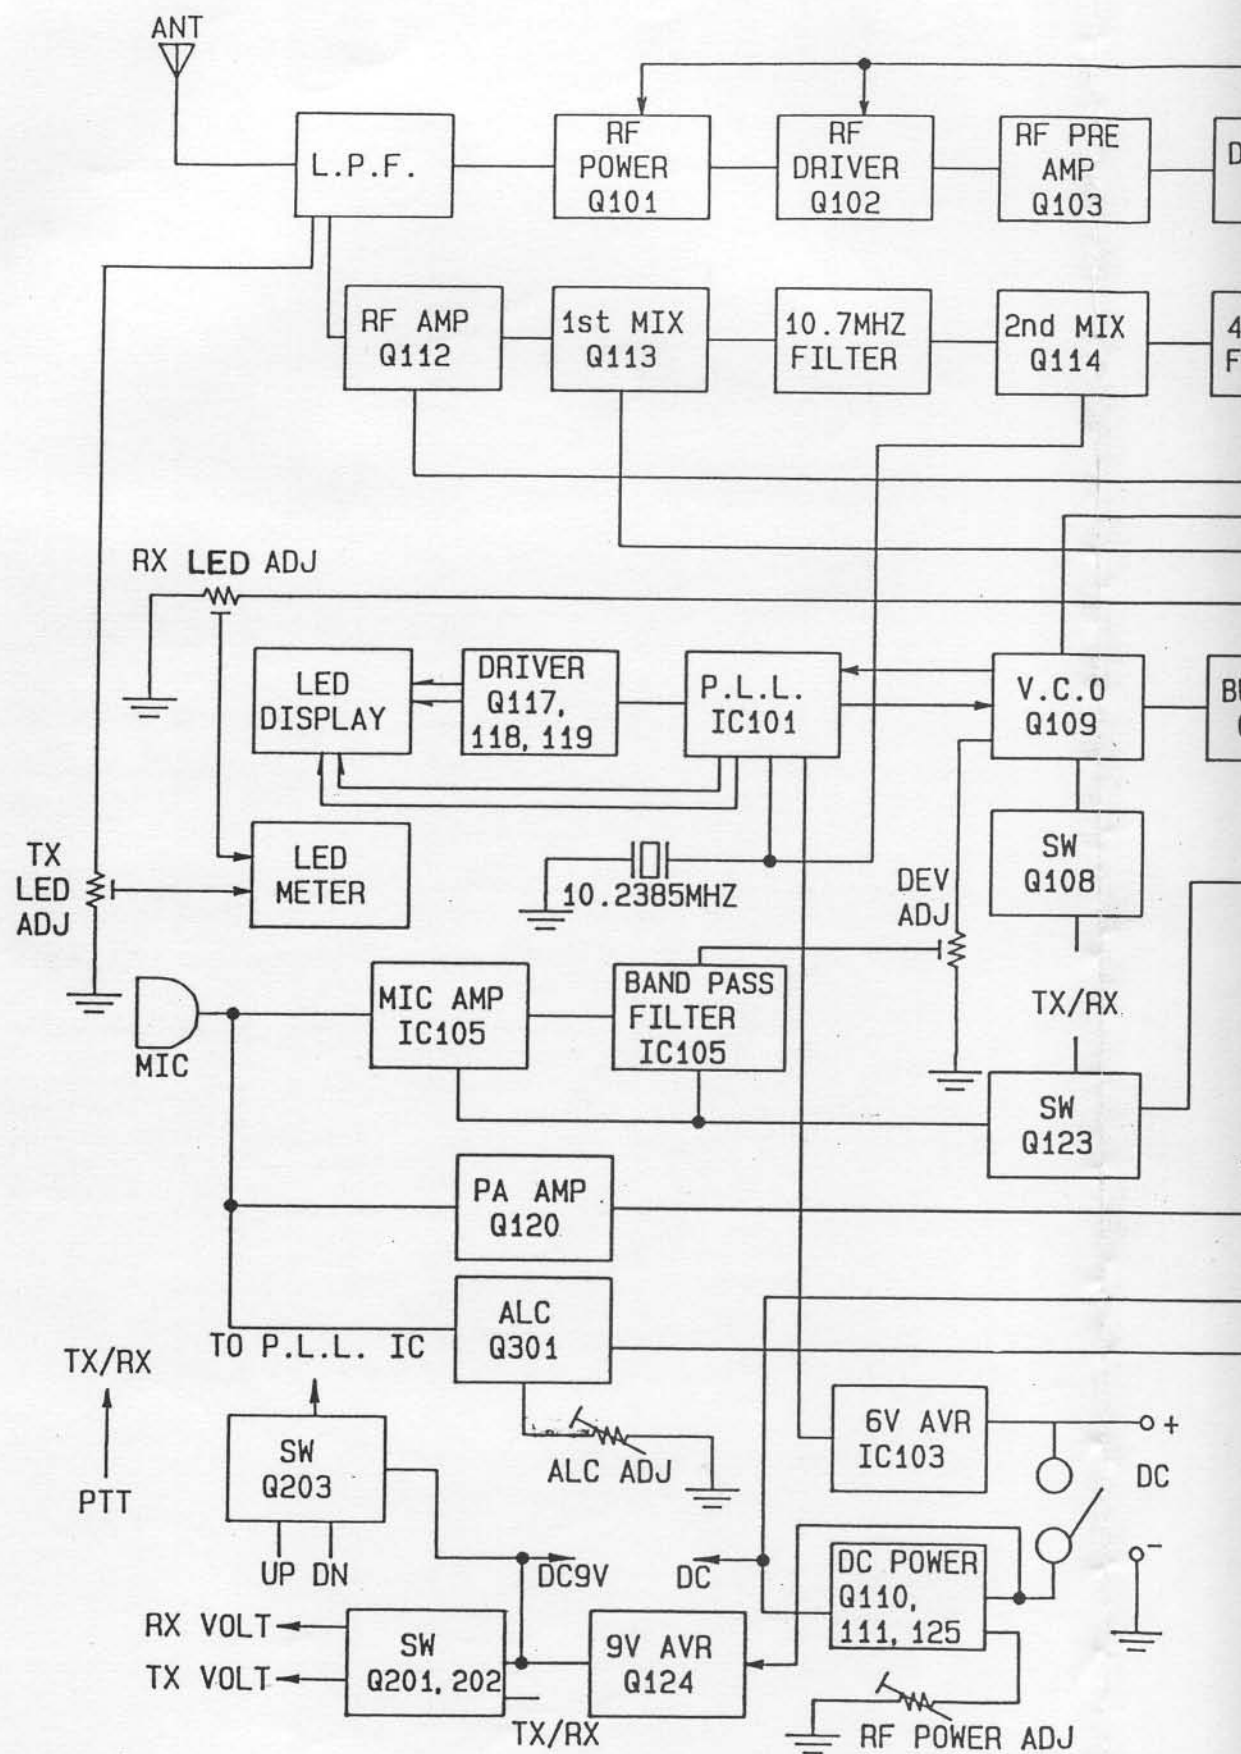 ANT
L.P.F.
RF
POWER
Q101
RF
DRIVER
Q102
RF PRE
AMP
Q103
D
RF AMP
Q112
1st MIX
Q113
10.7MHZ
FILTER
2nd MIX
Q114
4
F
RX LED ADJ
LED
DISPLAY
DRIVER
Q117,
118, 119
P.L.L.
IC101
V.C.O
Q109
BU
TX
LED
ADJ
LED
METER
10.2385MHZ
DEV
ADJ
SW
Q108
TX/RX
MIC
MIC AMP
IC105
BAND PASS
FILTER
IC105
SW
Q123
PA AMP
Q120
ALC
Q301
TX/RX
PTT
TO P.L.L. IC
SW
Q203
UP DN
ALC ADJ
6V AVR
IC103
+
DC
-
DC9V
DC
DC POWER
Q110,
111, 125
RX VOLT
TX VOLT
SW
Q201, 202
9V AVR
Q124
TX/RX
RF POWER ADJ